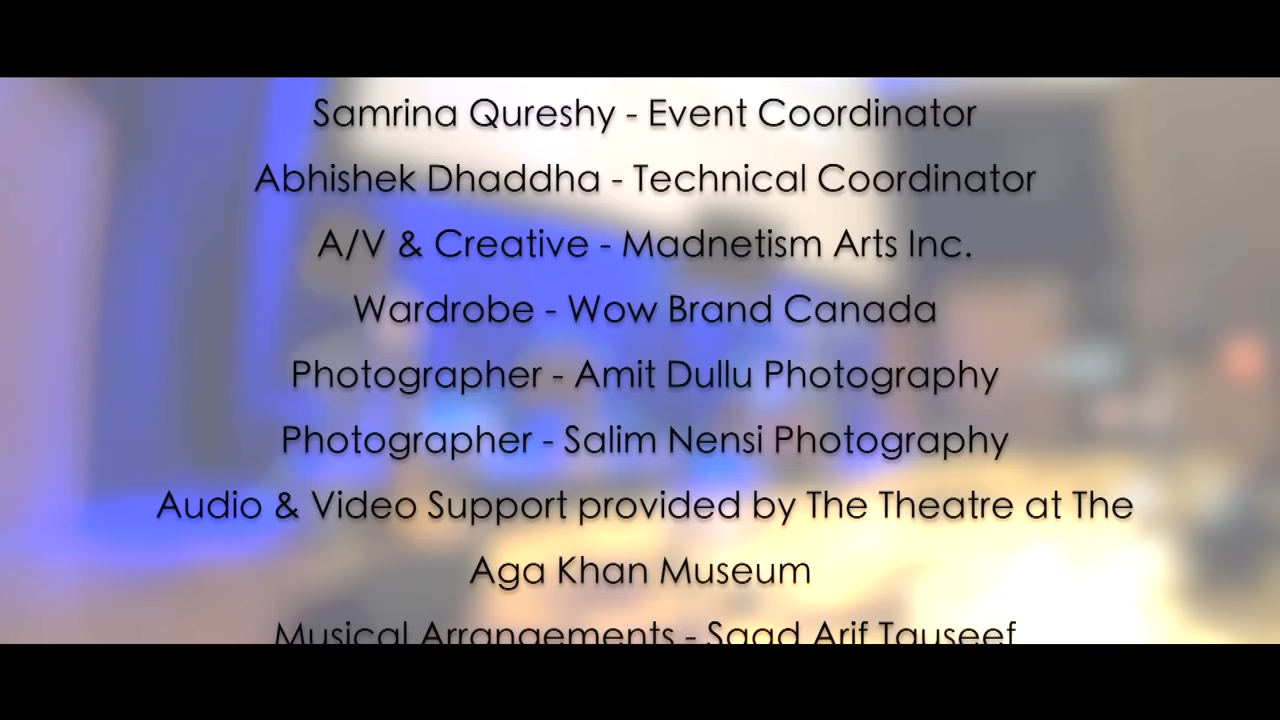 Samrina Qureshy - Event Coordinator
Abhishek Dhaddha - Technical Coordinator
A/V & Creative - Madnetism Arts Inc.
Wardrobe - Wow Brand Canada
Photographer - Amit Dullu Photography
Photographer - Salim Nensi Photography
Audio & Video Support provided by The Theatre at The
Aga Khan Museum
Musical Arrangements - Saad Arif Tauseef